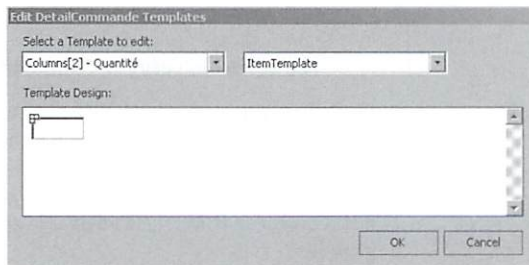 Edit DetailCommande Templates
Select a Template to edit:
Columns[2] - Quantité ItemTemplate
Template Design:
OK Cancel